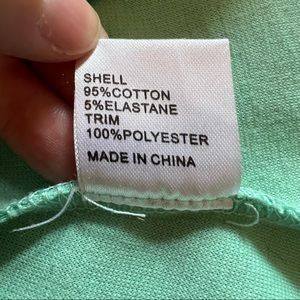 SHELL
95%COTTON
5%ELASTANE
TRIM
100%POLYESTER
MADE IN CHINA